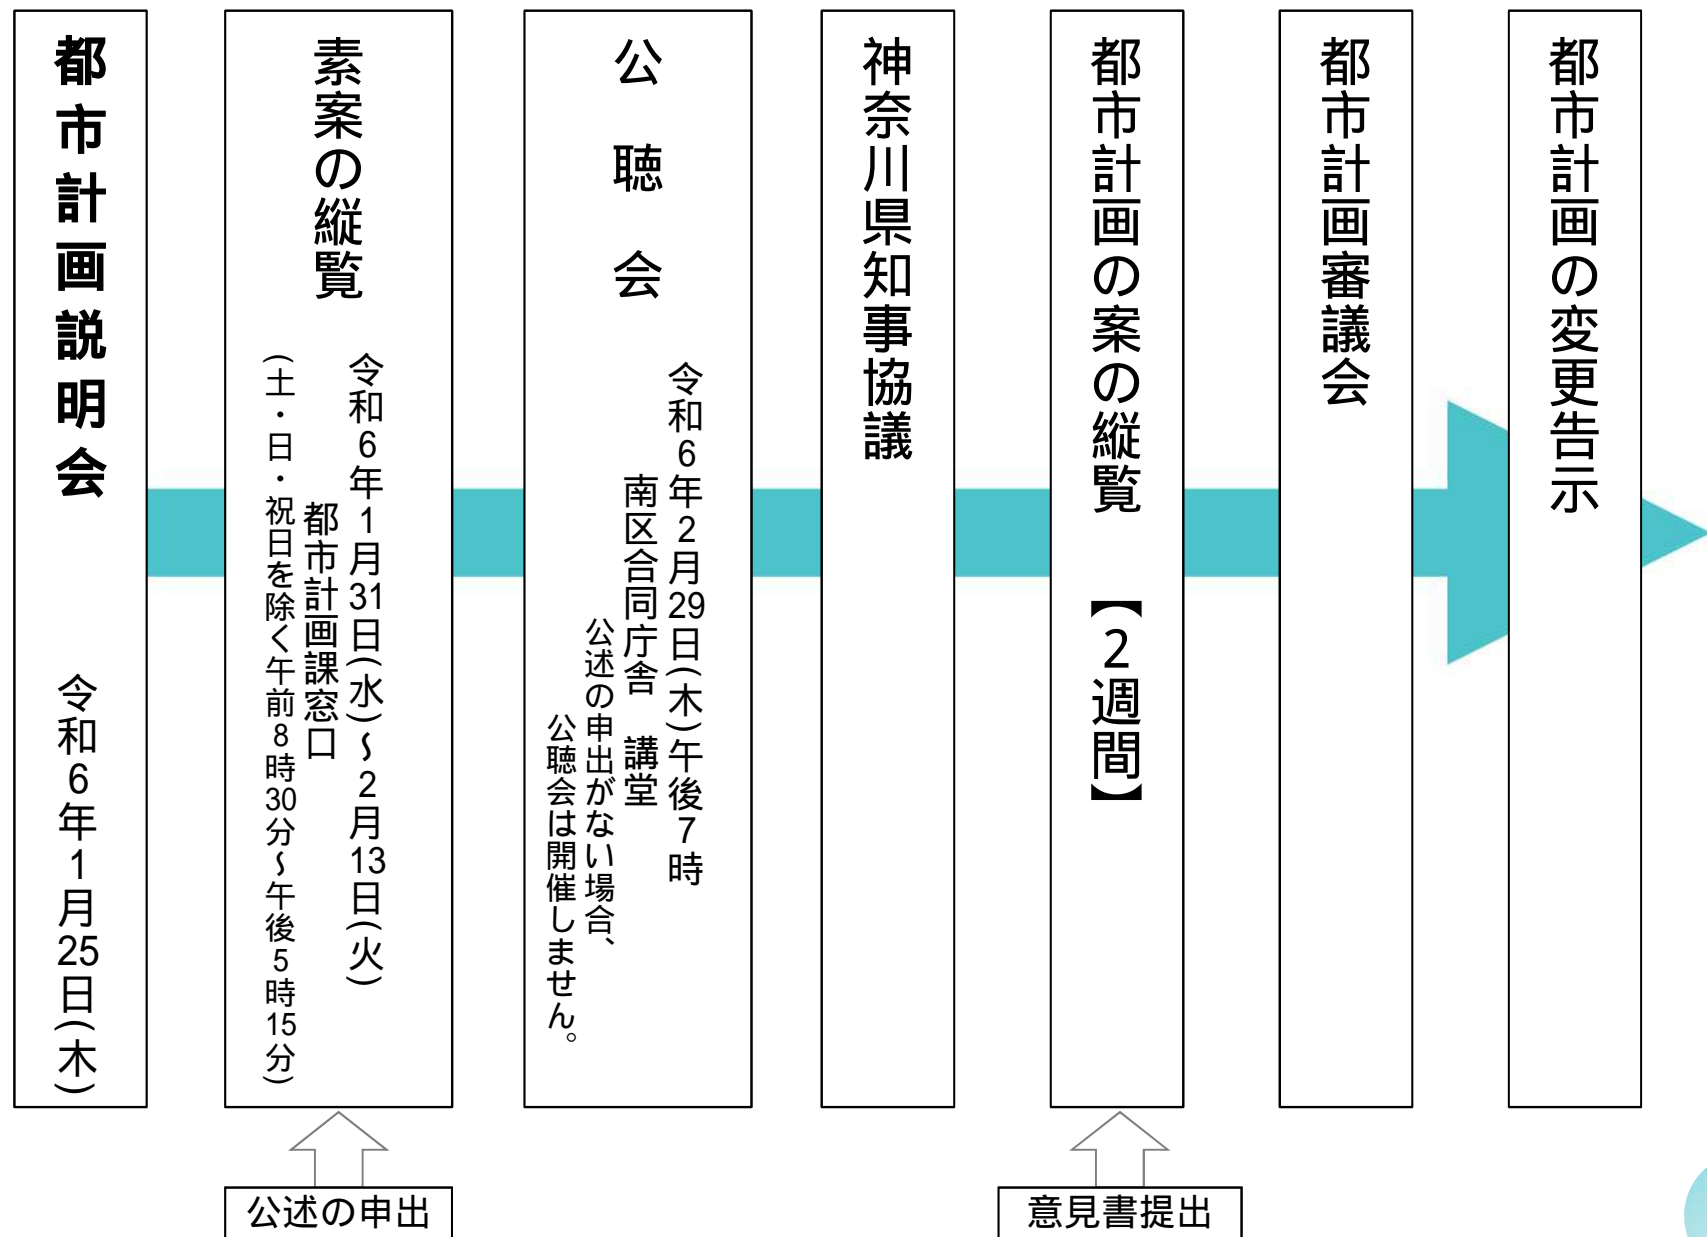 都市計画説明会
令和6年1月25日(木)
素案の縦覧
令和6年1月31日(水)～2月13日(火)
都市計画課窓口
(土・日・祝日を除く午前8時30分～午後5時15分)
公聴会
令和6年2月29日(木)午後7時
南区合同庁舎 講堂
公述の申出がない場合、
公聴会は開催しません。
神奈川県知事協議
都市計画の案の縦覧 【2週間】
都市計画審議会
都市計画の変更告示
公述の申出
意見書提出